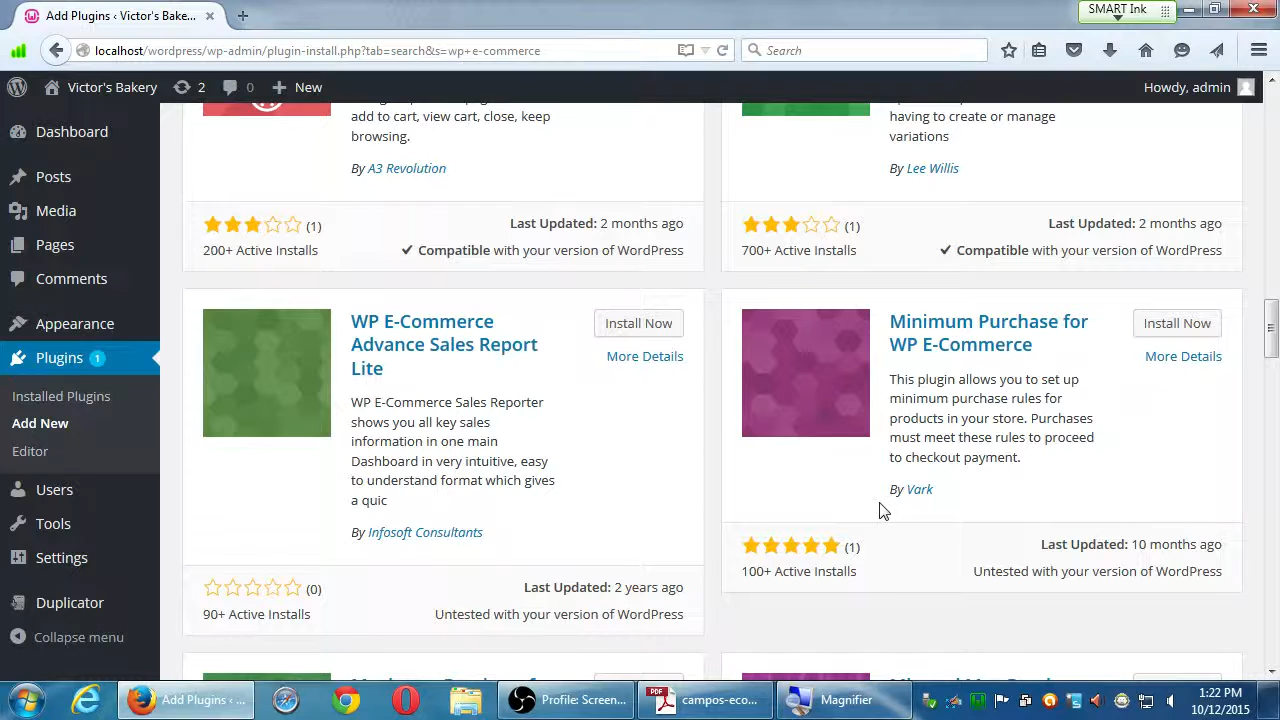 Add Plugins ‹ Victor's Bake...
SMART Ink
localhost/wordpress/wp-admin/plugin-install.php?tab=search&s=wp+e-commerce
Search
Victor's Bakery
2
0
New
Howdy, admin
Dashboard
Posts
Media
Pages
Comments
Appearance
Plugins 1
Installed Plugins
Add New
Editor
Users
Tools
Settings
Duplicator
Collapse menu
add to cart, view cart, close, keep
browsing.
By A3 Revolution
(1)
Last Updated: 2 months ago
200+ Active Installs
Compatible with your version of WordPress
having to create or manage
variations
By Lee Willis
(1)
Last Updated: 2 months ago
700+ Active Installs
Compatible with your version of WordPress
WP E-Commerce
Advance Sales Report
Lite
Install Now
More Details
WP E-Commerce Sales Reporter
shows you all key sales
information in one main
Dashboard in very intuitive, easy
to understand format which gives
a quic
By Infosoft Consultants
(0)
Last Updated: 2 years ago
90+ Active Installs
Untested with your version of WordPress
Minimum Purchase for
WP E-Commerce
Install Now
More Details
This plugin allows you to set up
minimum purchase rules for
products in your store. Purchases
must meet these rules to proceed
to checkout payment.
By Vark
(1)
Last Updated: 10 months ago
100+ Active Installs
Untested with your version of WordPress
Add Plugins ‹ ...
Profile: Screen...
PDF
campos-eco...
Magnifier
1:22 PM
10/12/2015